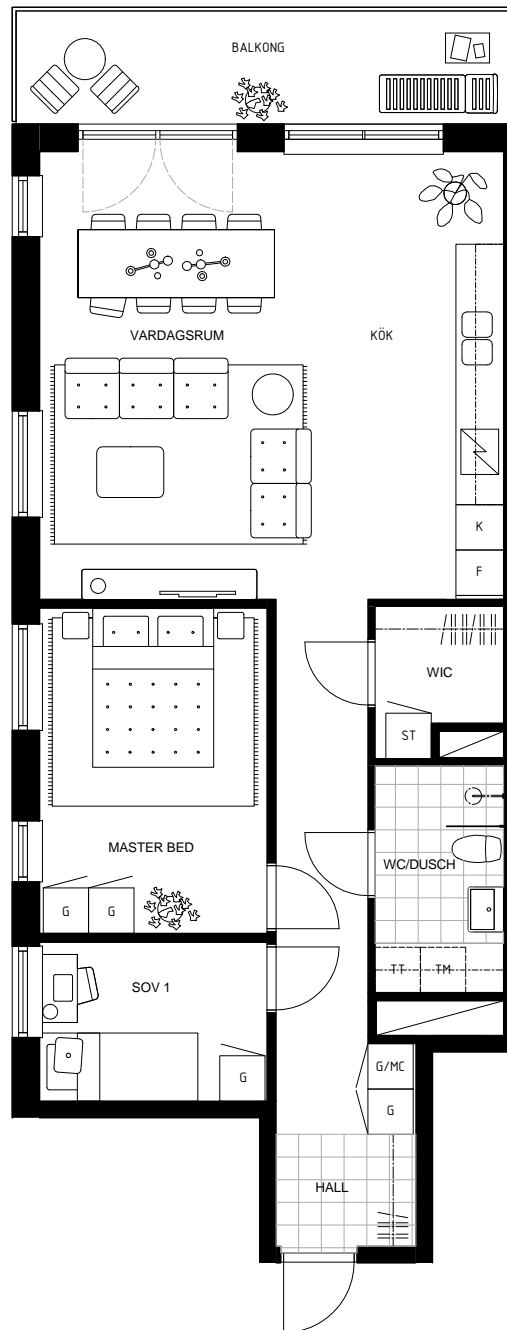 BALKONG
VARDAGSRUM
KÖK
K
F
WIC
ST
MASTER BED
WC/DUSCH
G G
TT TM
SOV 1
G
G/MC
G
HALL